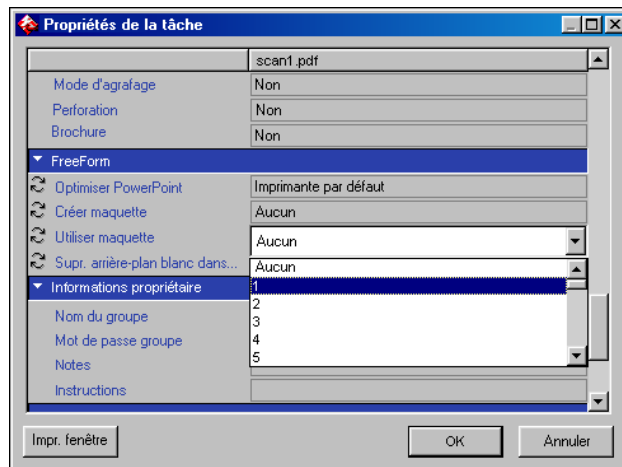 Propriétés de la tâche
scan1.pdf
Mode d'agrafage Non
Perforation Non
Brochure Non
FreeForm
Optimiser PowerPoint Imprimante par défaut
Créer maquette Aucun
Utiliser maquette Aucun
Supr. arrière-plan blanc dans... Aucun
Informations propriétaire 1
2
Nom du groupe 3
Mot de passe groupe 4
Notes 5
Instructions
Impr. fenêtre OK Annuler